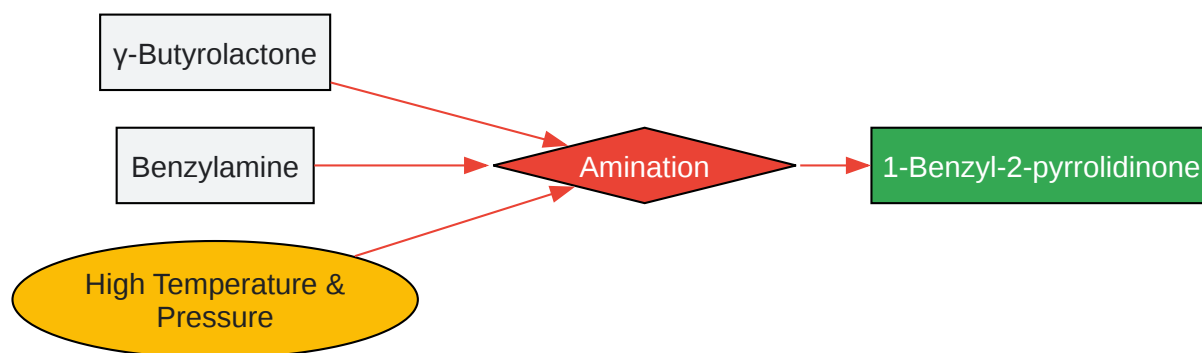 γ-Butyrolactone
Benzylamine
High Temperature &
Pressure
Amination
1-Benzyl-2-pyrrolidinone